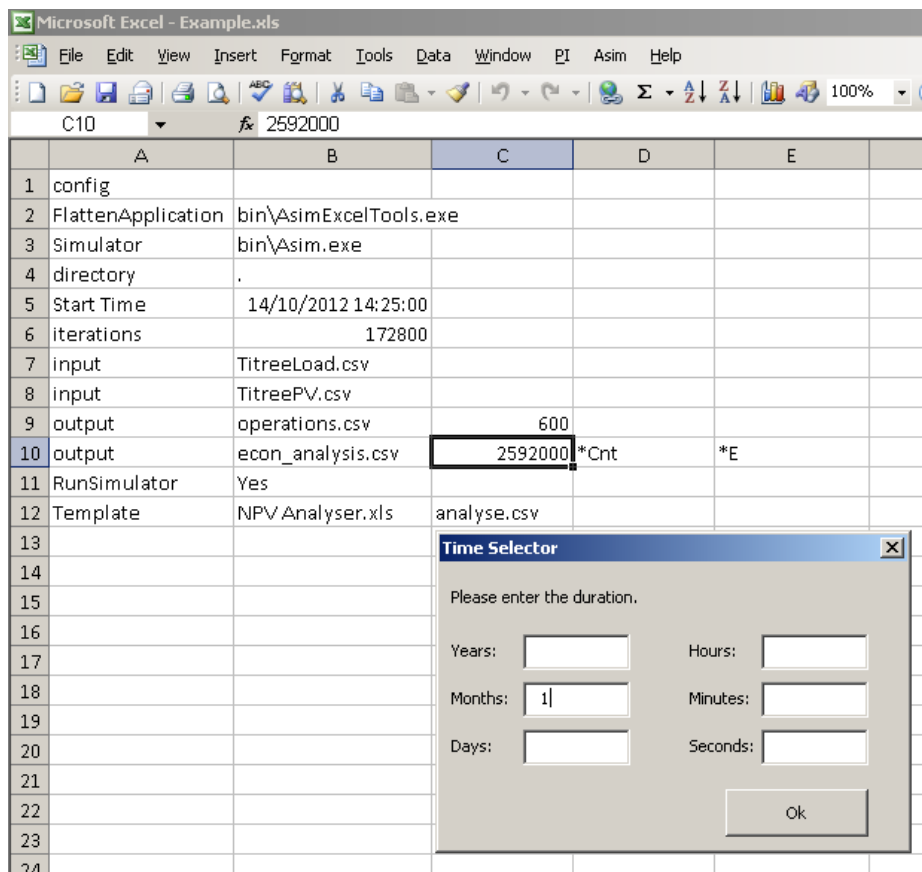 Microsoft Excel - Example.xls
File Edit View Insert Format Tools Data Window PI Asim Help
ABC Σ A Z Z A 100%
C10 fx 2592000
A B C D E
1 config
2 FlattenApplication bin\AsimExcelTools.exe
3 Simulator bin\Asim.exe
4 directory .
5 Start Time 14/10/2012 14:25:00
6 iterations 172800
7 input TitreeLoad.csv
8 input TitreePV.csv
9 output operations.csv 600
10 output econ_analysis.csv 2592000 *Cnt *E
11 RunSimulator Yes
12 Template NPV Analyser.xls analyse.csv
13
14
15
16
17
18
19
20
21
22
23
24
Time Selector
Please enter the duration.
Years: Hours:
Months: 1 Minutes:
Days: Seconds:
Ok